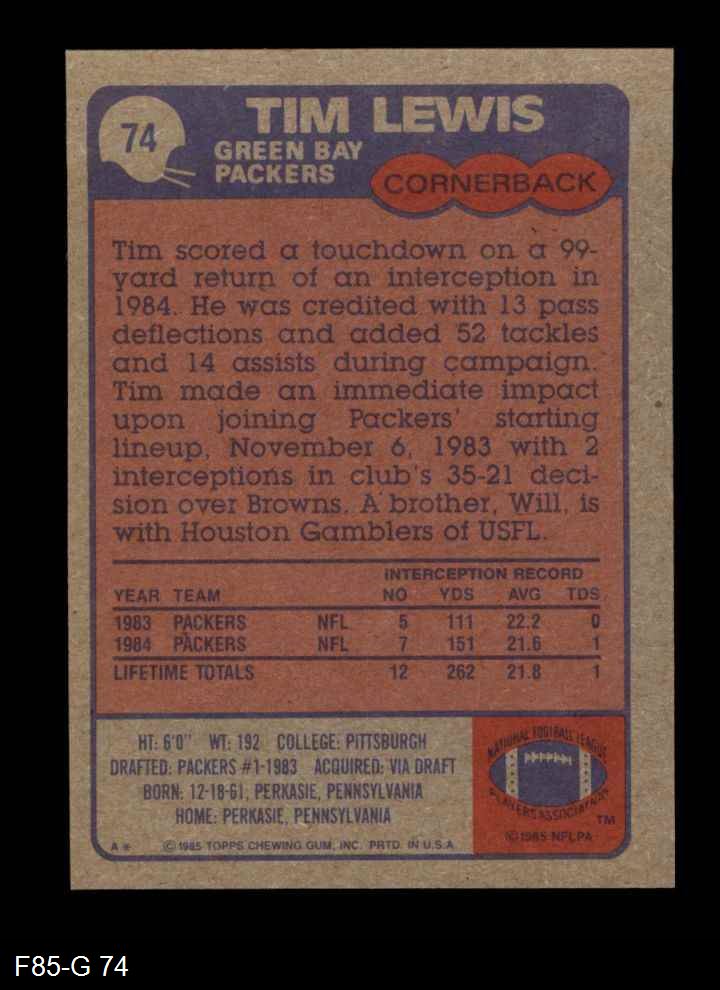 74
TIM LEWIS
GREEN BAY
PACKERS
CORNERBACK
Tim scored a touchdown on a 99-
yard return of an interception in
1984. He was credited with 13 pass
deflections and added 52 tackles
and 14 assists during campaign.
Tim made an immediate impact
upon joining Packers' starting
lineup, November 6, 1983 with 2
interceptions in club's 35-21 deci-
sion over Browns. A brother, Will, is
with Houston Gamblers of USFL.
INTERCEPTION RECORD
YEAR TEAM NO YDS AVG TDS
1983 PACKERS NFL 5 111 22.2 0
1984 PACKERS NFL 7 151 21.6 1
LIFETIME TOTALS 12 262 21.8 1
HT: 6'0" WT: 192 COLLEGE: PITTSBURGH
DRAFTED: PACKERS #1-1983 ACQUIRED: VIA DRAFT
BORN: 12-18-61, PERKASIE, PENNSYLVANIA
HOME: PERKASIE, PENNSYLVANIA
A * © 1985 TOPPS CHEWING GUM, INC. PRTD. IN U.S.A.
NATIONAL FOOTBALL LEAGUE
PLAYERS ASSOCIATION
TM
© 1985 NFLPA
F85-G 74